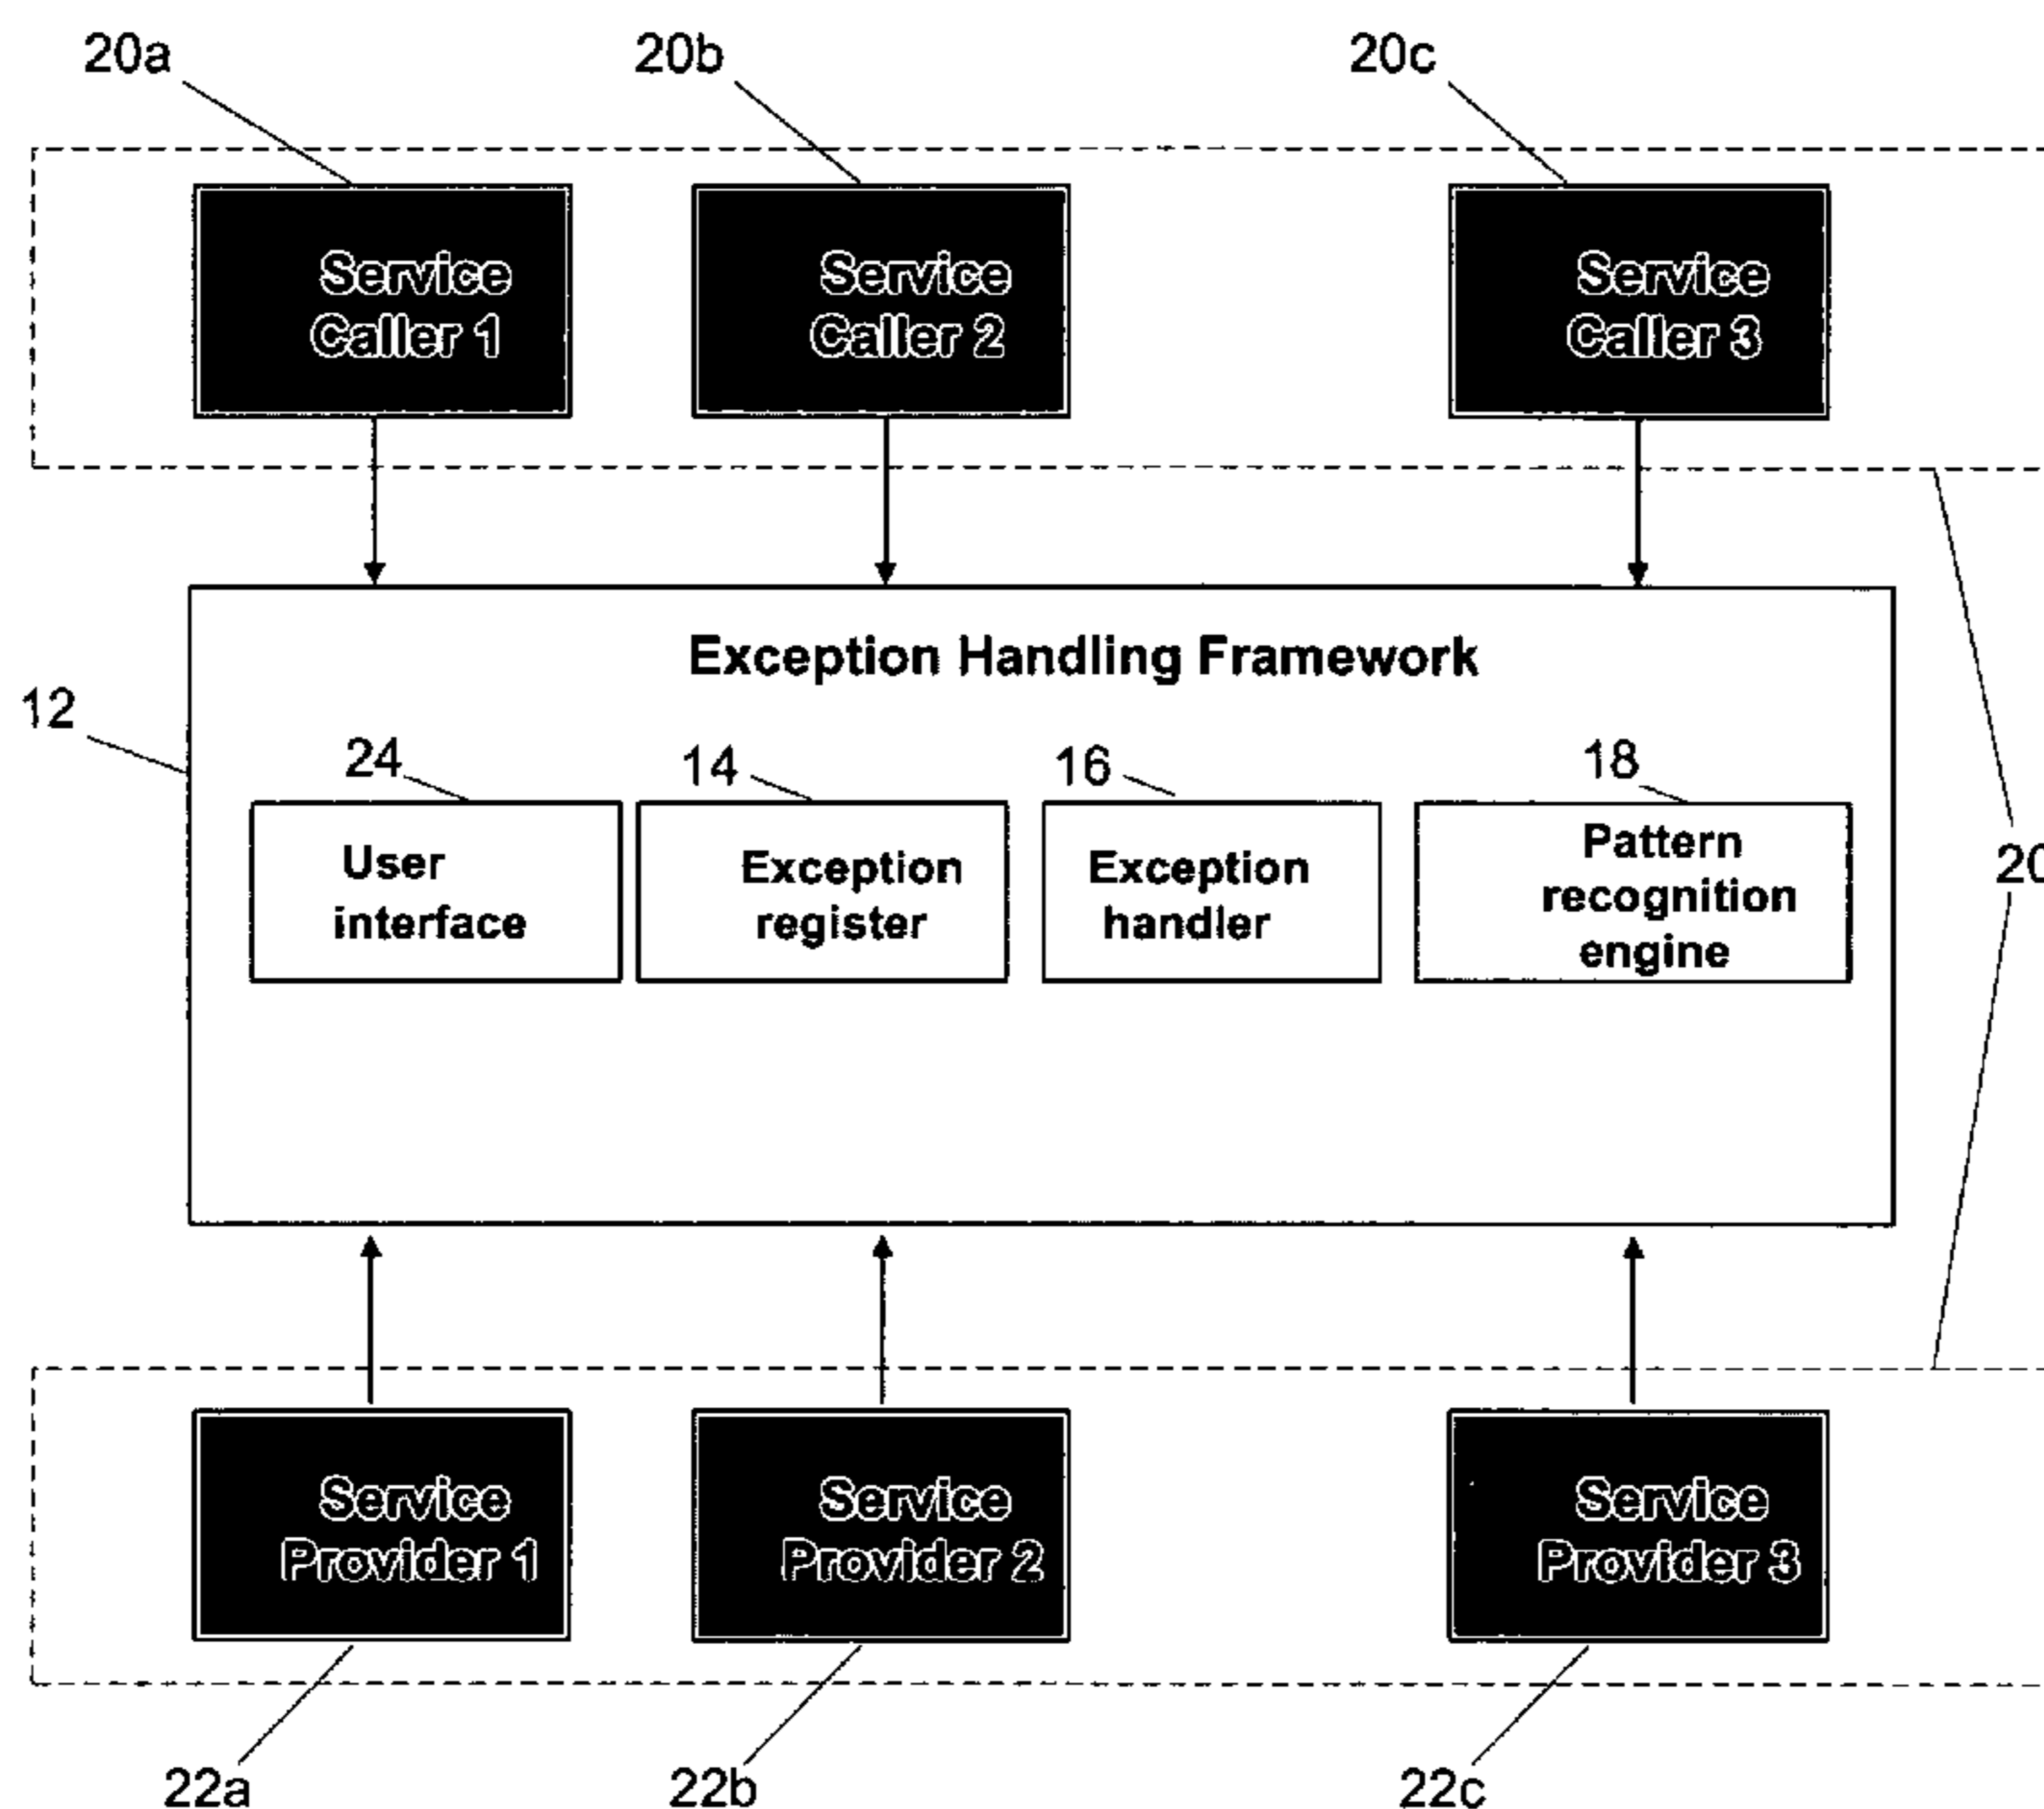 20a
20b
20c
Service
Caller 1
Service
Caller 2
Service
Caller 3
Exception Handling Framework
12
24
14
16
18
User
interface
Exception
register
Exception
handler
Pattern
recognition
engine
20
Service
Provider 1
Service
Provider 2
Service
Provider 3
22a
22b
22c